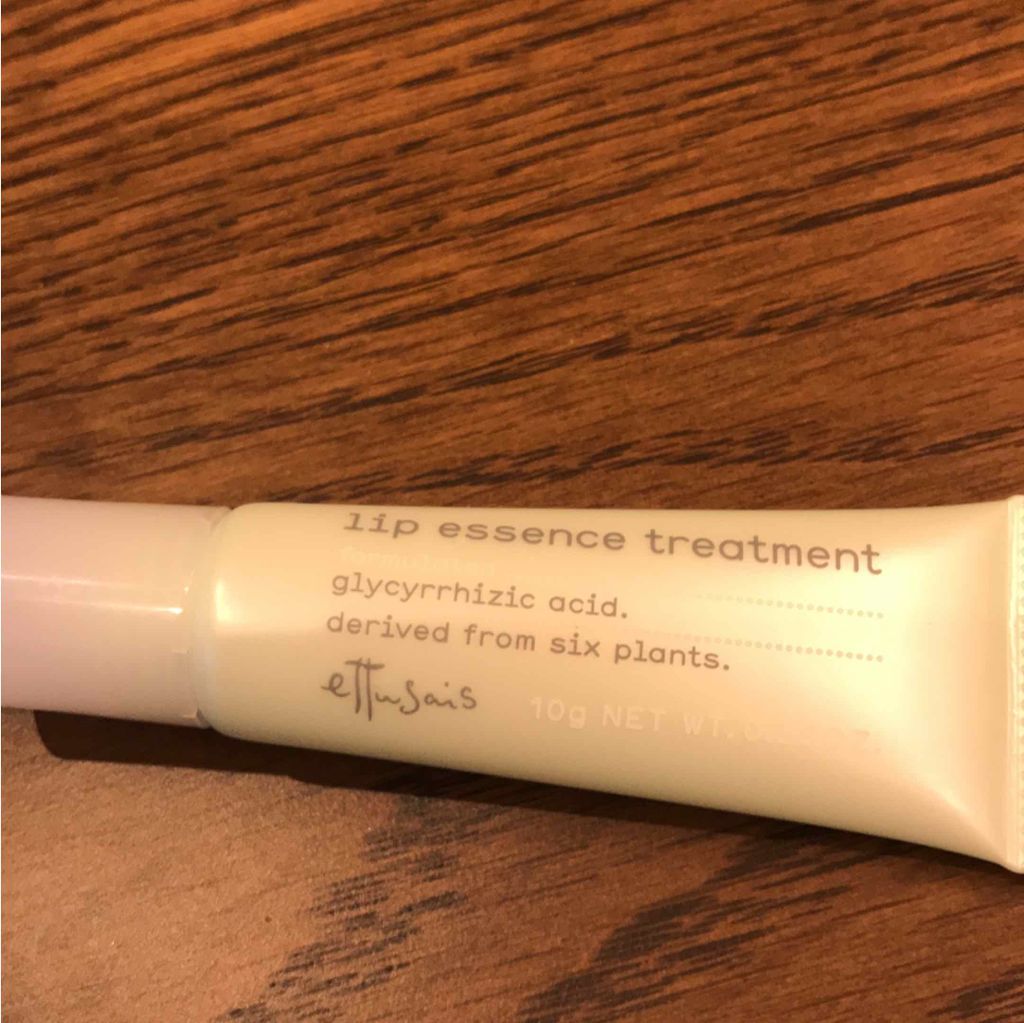 lip essence treatment
glycyrrhizic acid.
derived from six plants.
ettusais
10g NET WT.